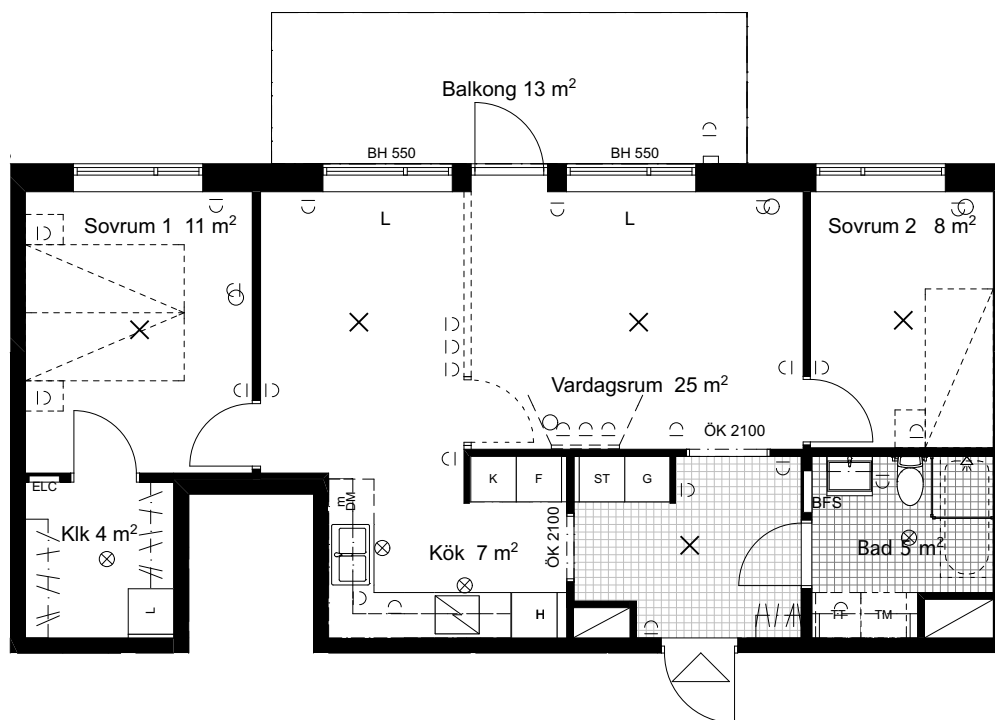 Balkong 13 m²
BH 550
BH 550
Sovrum 1 11 m²
L
L
Sovrum 2 8 m²
Vardagsrum 25 m²
ÖK 2100
K
F
ST
G
ELC
m
DM
BFS
Klk 4 m²
Kök 7 m²
ÖK 2100
Bad 5 m²
L
H
TT
TM